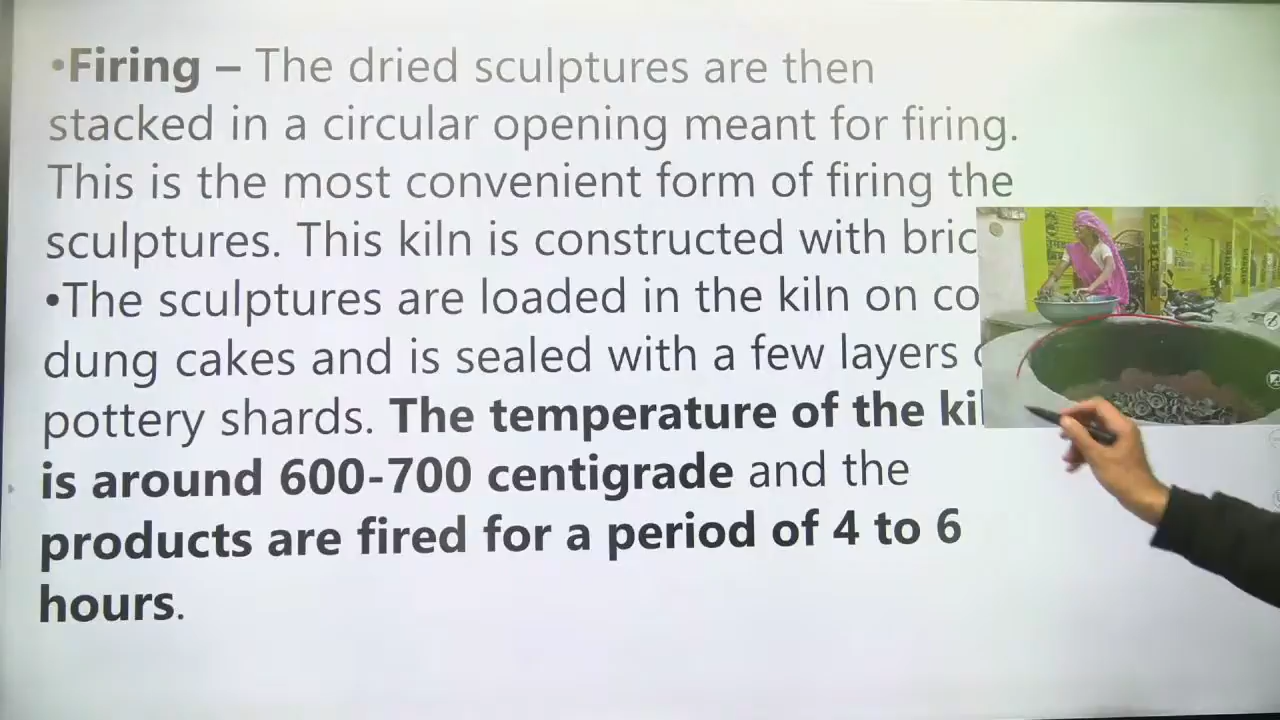 •Firing – The dried sculptures are then
stacked in a circular opening meant for firing.
This is the most convenient form of firing the
sculptures. This kiln is constructed with bric
•The sculptures are loaded in the kiln on co
dung cakes and is sealed with a few layers
pottery shards. The temperature of the kil
is around 600-700 centigrade and the
products are fired for a period of 4 to 6
hours.